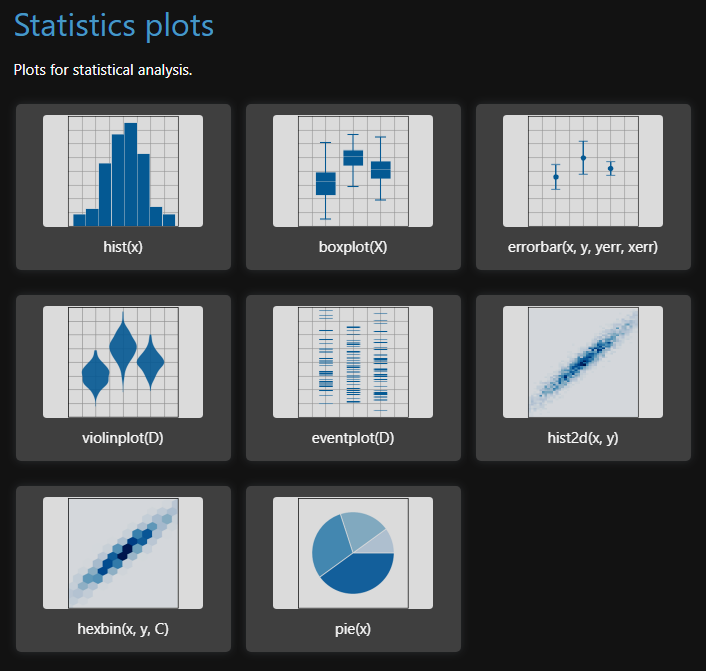 Statistics plots
Plots for statistical analysis.
hist(x)
boxplot(X)
errorbar(x, y, yerr, xerr)
violinplot(D)
eventplot(D)
hist2d(x, y)
hexbin(x, y, C)
pie(x)